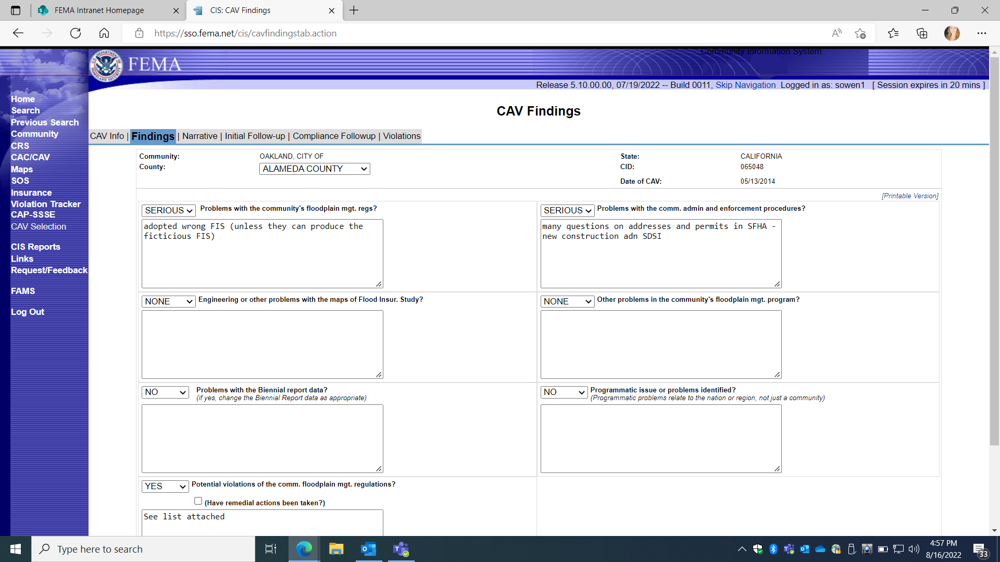 FEMA Intranet Homepage
CIS: CAV Findings
https://sso.fema.net/cis/cavfindingstab.action
Community Information System
FEMA
Release 5.10.00.00, 07/19/2022 -- Build 0011, Skip Navigation Logged in as: sowen1 [ Session expires in 20 mins ]
Home
Search
Previous Search
Community
CRS
CAC/CAV
Maps
SOS
Insurance
Violation Tracker
CAP-SSSE
CAV Selection
CIS Reports
Links
Request/Feedback
FAMS
Log Out
CAV Findings
CAV Info | Findings | Narrative | Initial Follow-up | Compliance Followup | Violations
Community: OAKLAND, CITY OF State: CALIFORNIA
County: ALAMEDA COUNTY CID: 065048
Date of CAV: 05/13/2014
[Printable Version]
SERIOUS Problems with the community's floodplain mgt. regs?
adopted wrong FIS (unless they can produce the
ficticious FIS)
SERIOUS Problems with the comm. admin and enforcement procedures?
many questions on addresses and permits in SFHA -
new construction adn SDSI
NONE Engineering or other problems with the maps of Flood Insur. Study?
NONE Other problems in the community's floodplain mgt. program?
NO Problems with the Biennial report data?
(if yes, change the Biennial Report data as appropriate)
NO Programmatic issue or problems identified?
(Programmatic problems relate to the nation or region, not just a community)
YES Potential violations of the comm. floodplain mgt. regulations?
(Have remedial actions been taken?)
See list attached
Type here to search
4:57 PM
8/16/2022
33